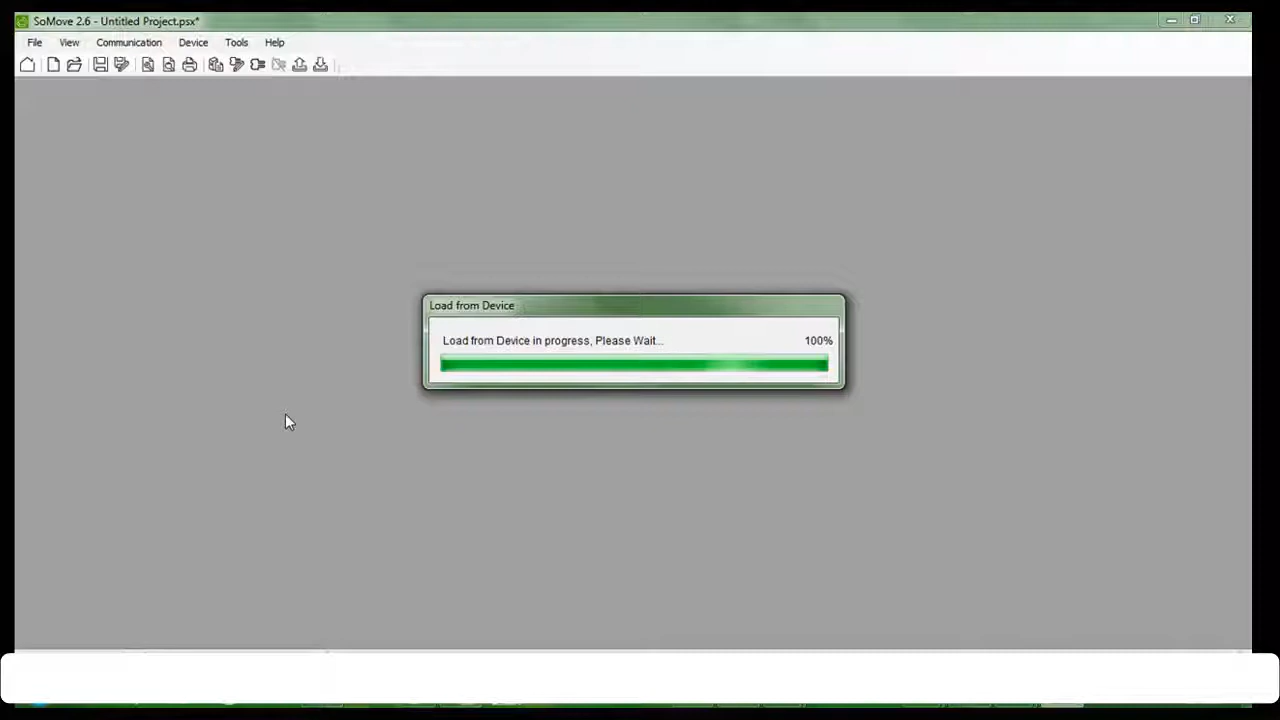 SoMove 2.6 - Untitled Project.psx*
File View Communication Device Tools Help
Load from Device
Load from Device in progress, Please Wait... 100%